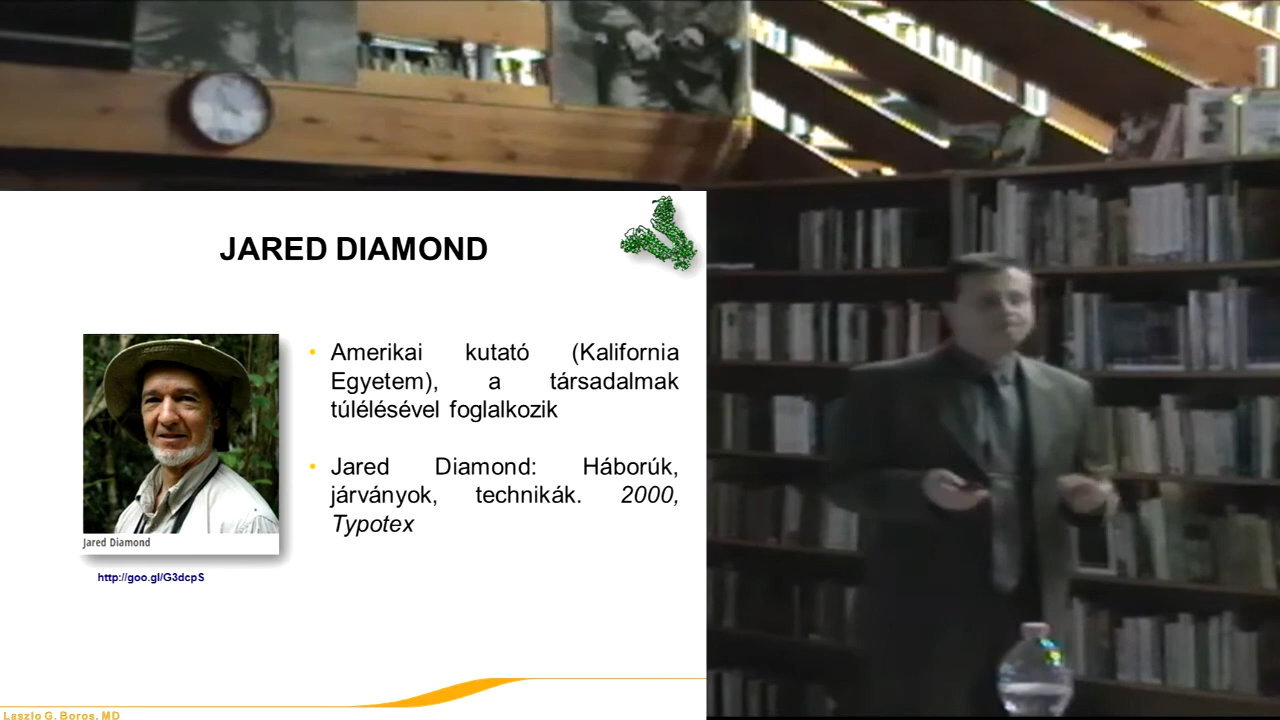 JARED DIAMOND
Amerikai kutató (Kalifornia
Egyetem), a társadalmak
túlélésével foglalkozik
Jared Diamond: Háborúk,
járványok, technikák. 2000,
Typotex
Jared Diamond
http://goo.gl/G3dcpS
Laszlo G. Boros, MD